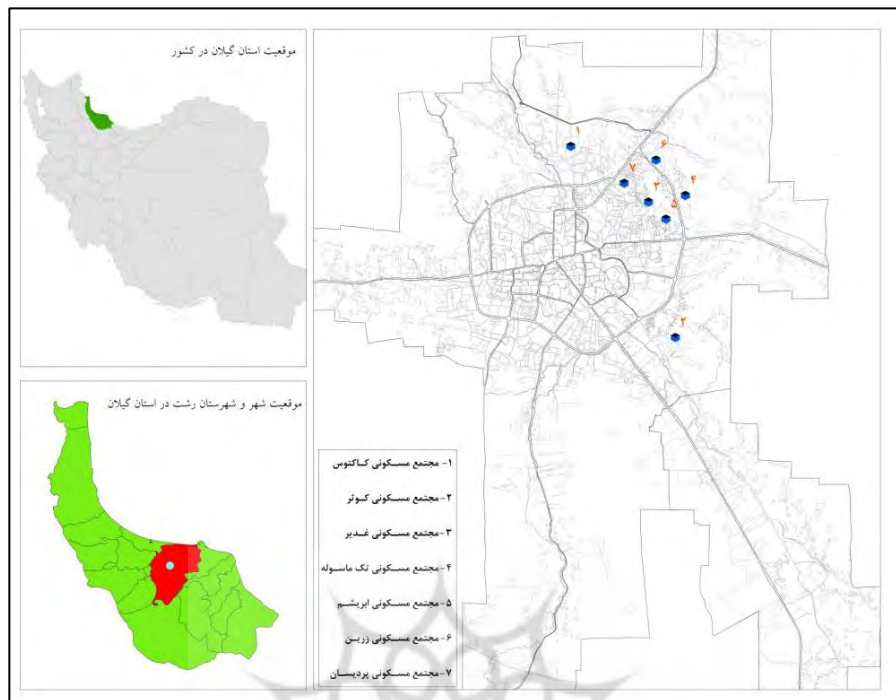 موقعیت استان گیلان در کشور
موقعیت شهر و شهرستان رشت در استان گیلان
۱
۶
۷
۳
۴
۵
۲
۱- مجتمع مسکونی کاکتوس
۲- مجتمع مسکونی کوثر
۳- مجتمع مسکونی غدیر
۴- مجتمع مسکونی تک ماسوله
۵- مجتمع مسکونی ابریشم
۶- مجتمع مسکونی زرین
۷- مجتمع مسکونی پردیسان